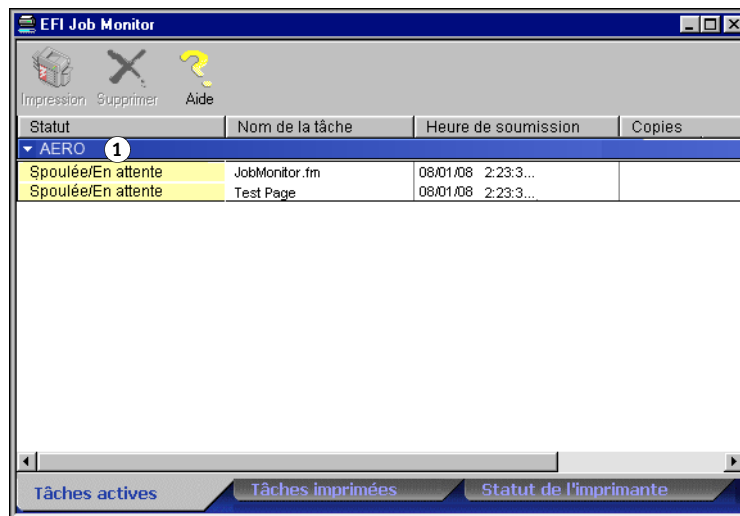 EFI Job Monitor
Impression Supprimer Aide
Statut Nom de la tâche Heure de soumission Copies
AERO 1
Spoulée/En attente JobMonitor.fm 08/01/08 2:23:3...
Spoulée/En attente Test Page 08/01/08 2:23:3...
Tâches actives Tâches imprimées Statut de l'imprimante